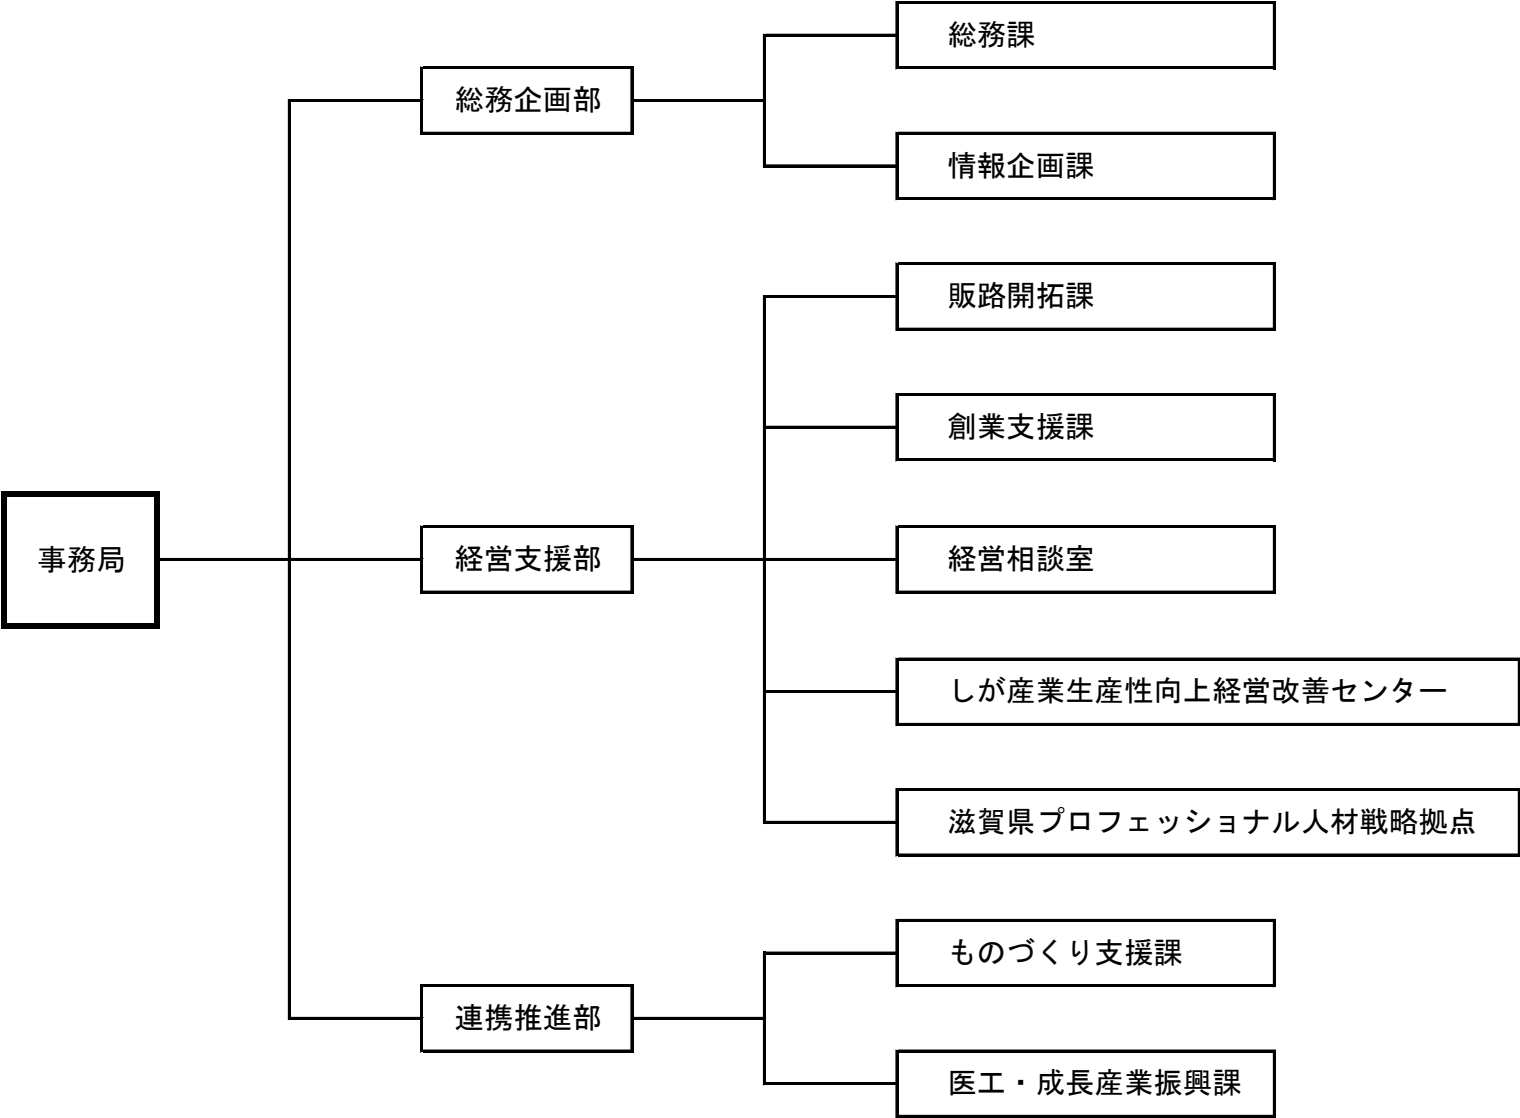 総務課
総務企画部
情報企画課
販路開拓課
創業支援課
事務局
経営支援部
経営相談室
しが産業生産性向上経営改善センター
滋賀県プロフェッショナル人材戦略拠点
ものづくり支援課
連携推進部
医工・成長産業振興課